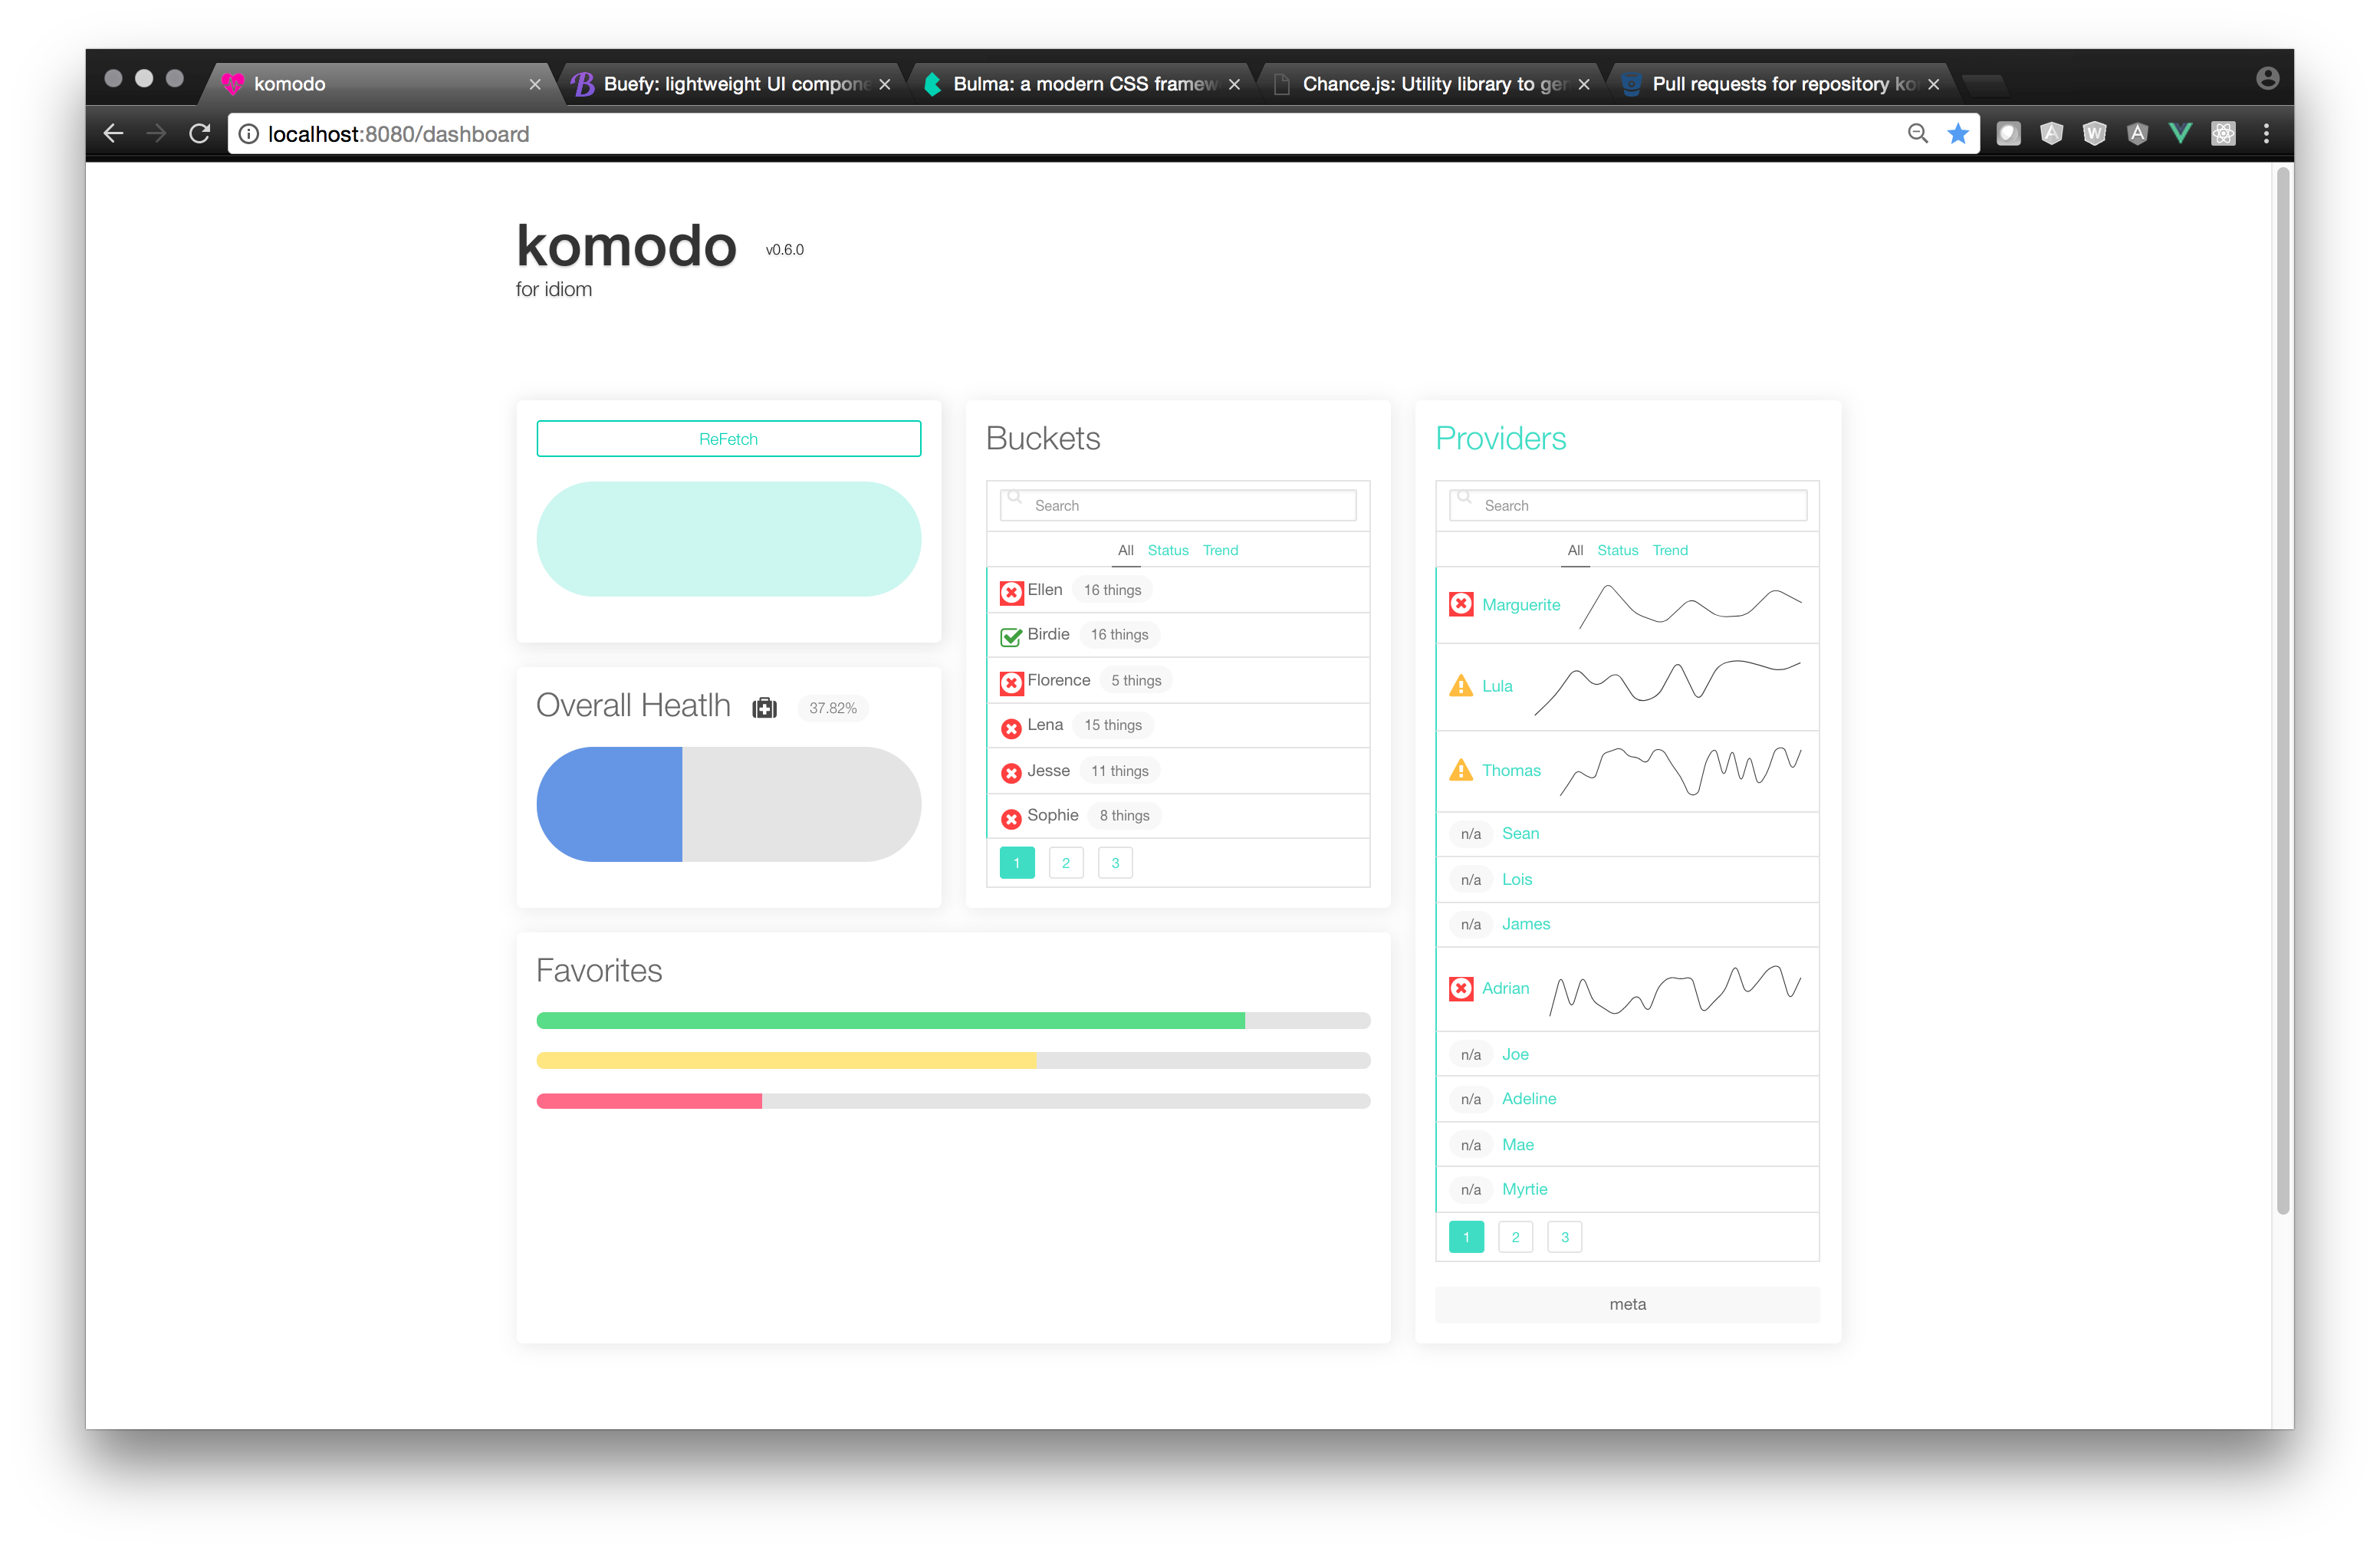 komodo
Buefy: lightweight UI compone
Bulma: a modern CSS framew
Chance.js: Utility library to ger
Pull requests for repository ko
localhost:8080/dashboard
komodo v0.6.0
for idiom
ReFetch
Overall Heatlh 37.82%
Buckets
Search
All Status Trend
Ellen 16 things
Birdie 16 things
Florence 5 things
Lena 15 things
Jesse 11 things
Sophie 8 things
1 2 3
Favorites
Providers
Search
All Status Trend
Marguerite
Lula
Thomas
n/a Sean
n/a Lois
n/a James
Adrian
n/a Joe
n/a Adeline
n/a Mae
n/a Myrtie
1 2 3
meta